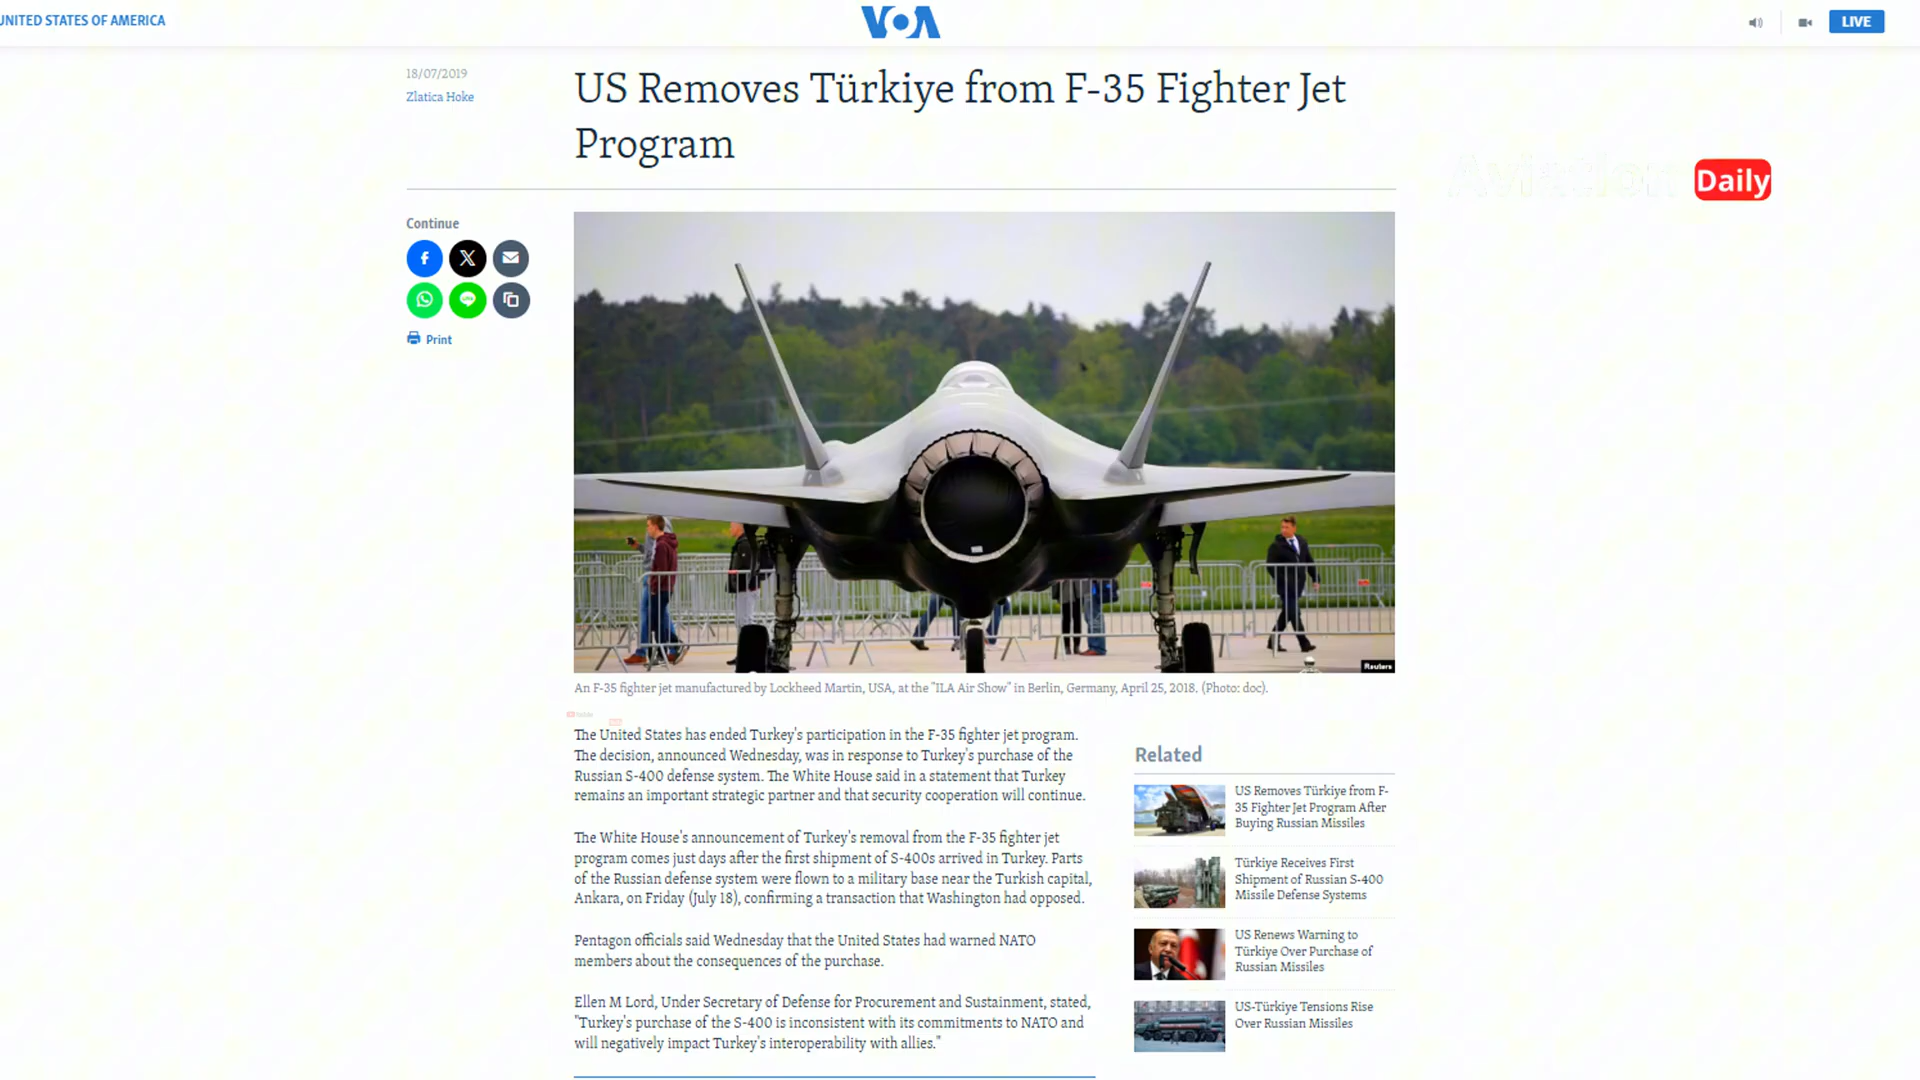 UNITED STATES OF AMERICA
VOA
LIVE
18/07/2019
Zlatica Hoke
US Removes Türkiye from F-35 Fighter Jet
Program
Aviation Daily
Continue
Print
Reuters
An F-35 fighter jet manufactured by Lockheed Martin, USA, at the "ILA Air Show" in Berlin, Germany, April 25, 2018. (Photo: doc).
The United States has ended Turkey's participation in the F-35 fighter jet program.
The decision, announced Wednesday, was in response to Turkey's purchase of the
Russian S-400 defense system. The White House said in a statement that Turkey
remains an important strategic partner and that security cooperation will continue.
The White House's announcement of Turkey's removal from the F-35 fighter jet
program comes just days after the first shipment of S-400s arrived in Turkey. Parts
of the Russian defense system were flown to a military base near the Turkish capital,
Ankara, on Friday (July 18), confirming a transaction that Washington had opposed.
Pentagon officials said Wednesday that the United States had warned NATO
members about the consequences of the purchase.
Ellen M Lord, Under Secretary of Defense for Procurement and Sustainment, stated,
"Turkey's purchase of the S-400 is inconsistent with its commitments to NATO and
will negatively impact Turkey's interoperability with allies."
Related
US Removes Türkiye from F-
35 Fighter Jet Program After
Buying Russian Missiles
Türkiye Receives First
Shipment of Russian S-400
Missile Defense Systems
US Renews Warning to
Türkiye Over Purchase of
Russian Missiles
US-Türkiye Tensions Rise
Over Russian Missiles